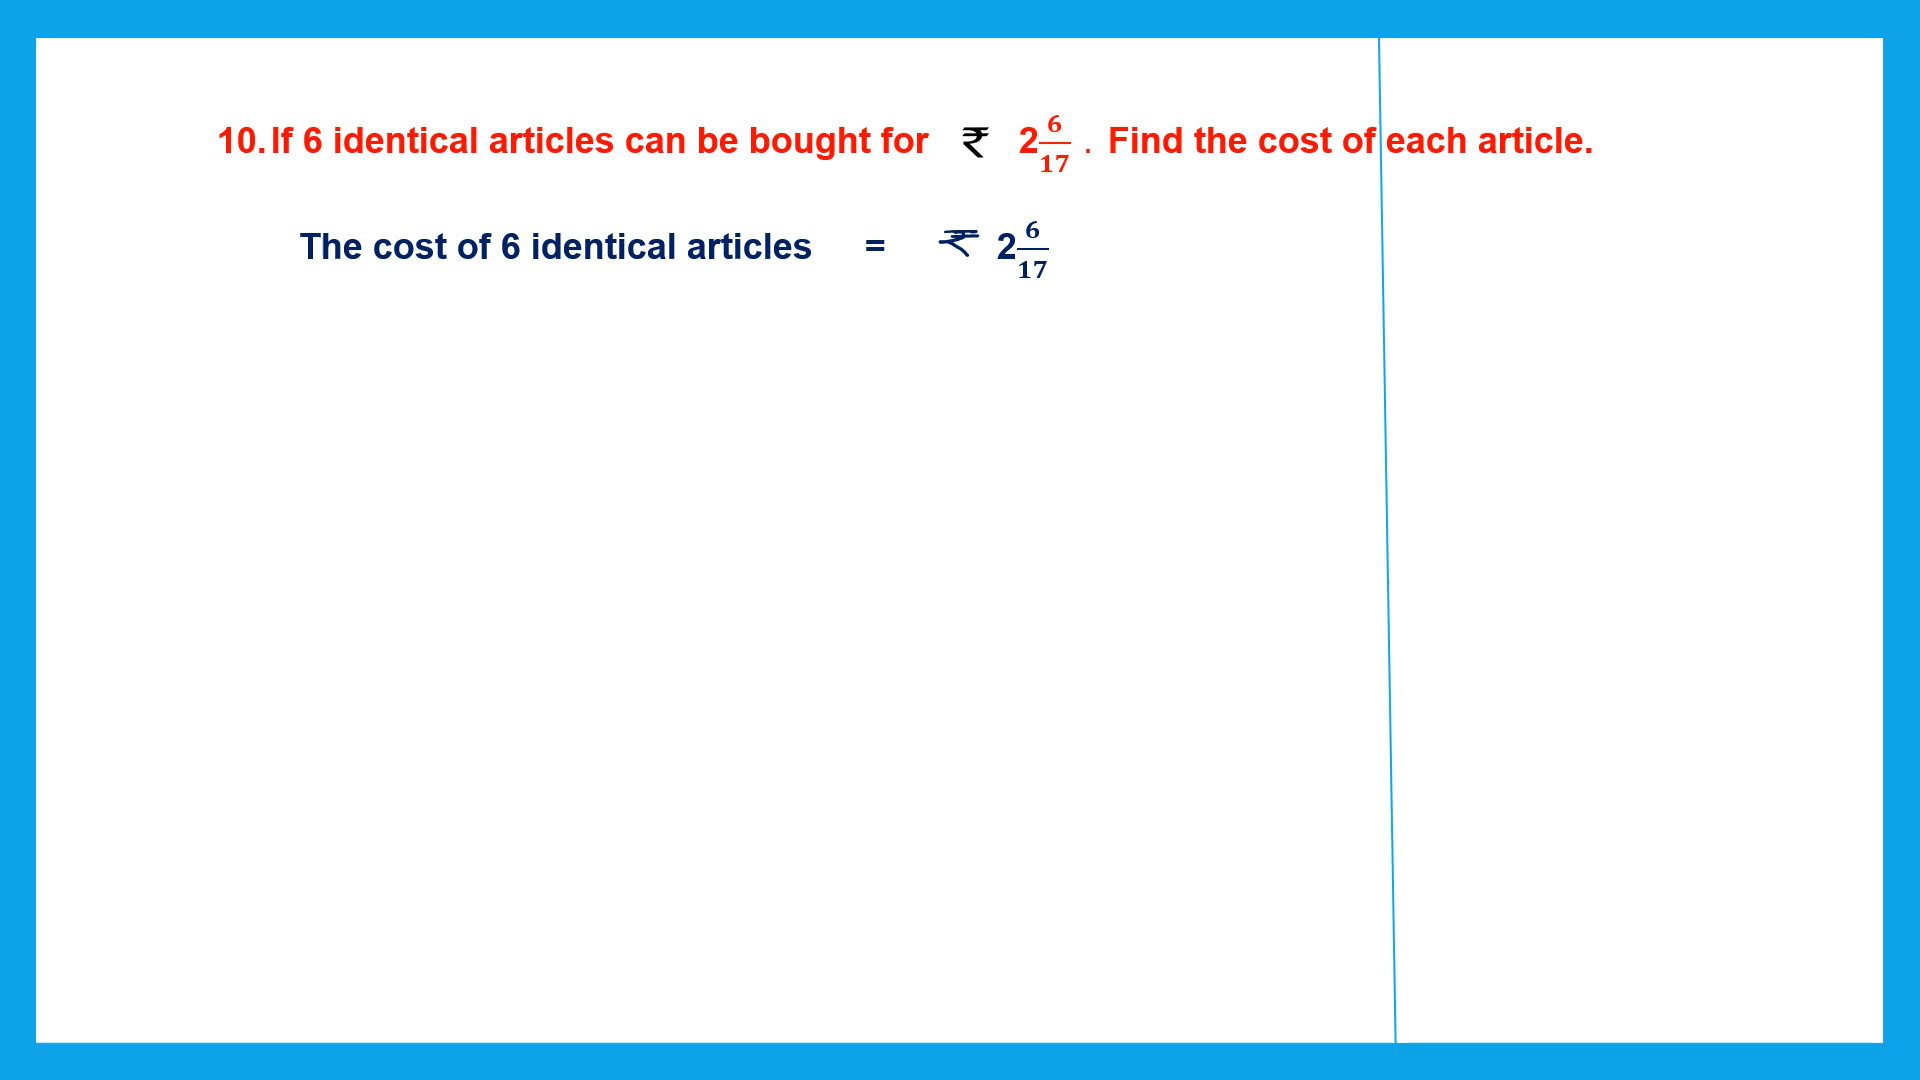 10. If 6 identical articles can be bought for ₹ 2 6/17 . Find the cost of each article.
The cost of 6 identical articles = ₹ 2 6/17